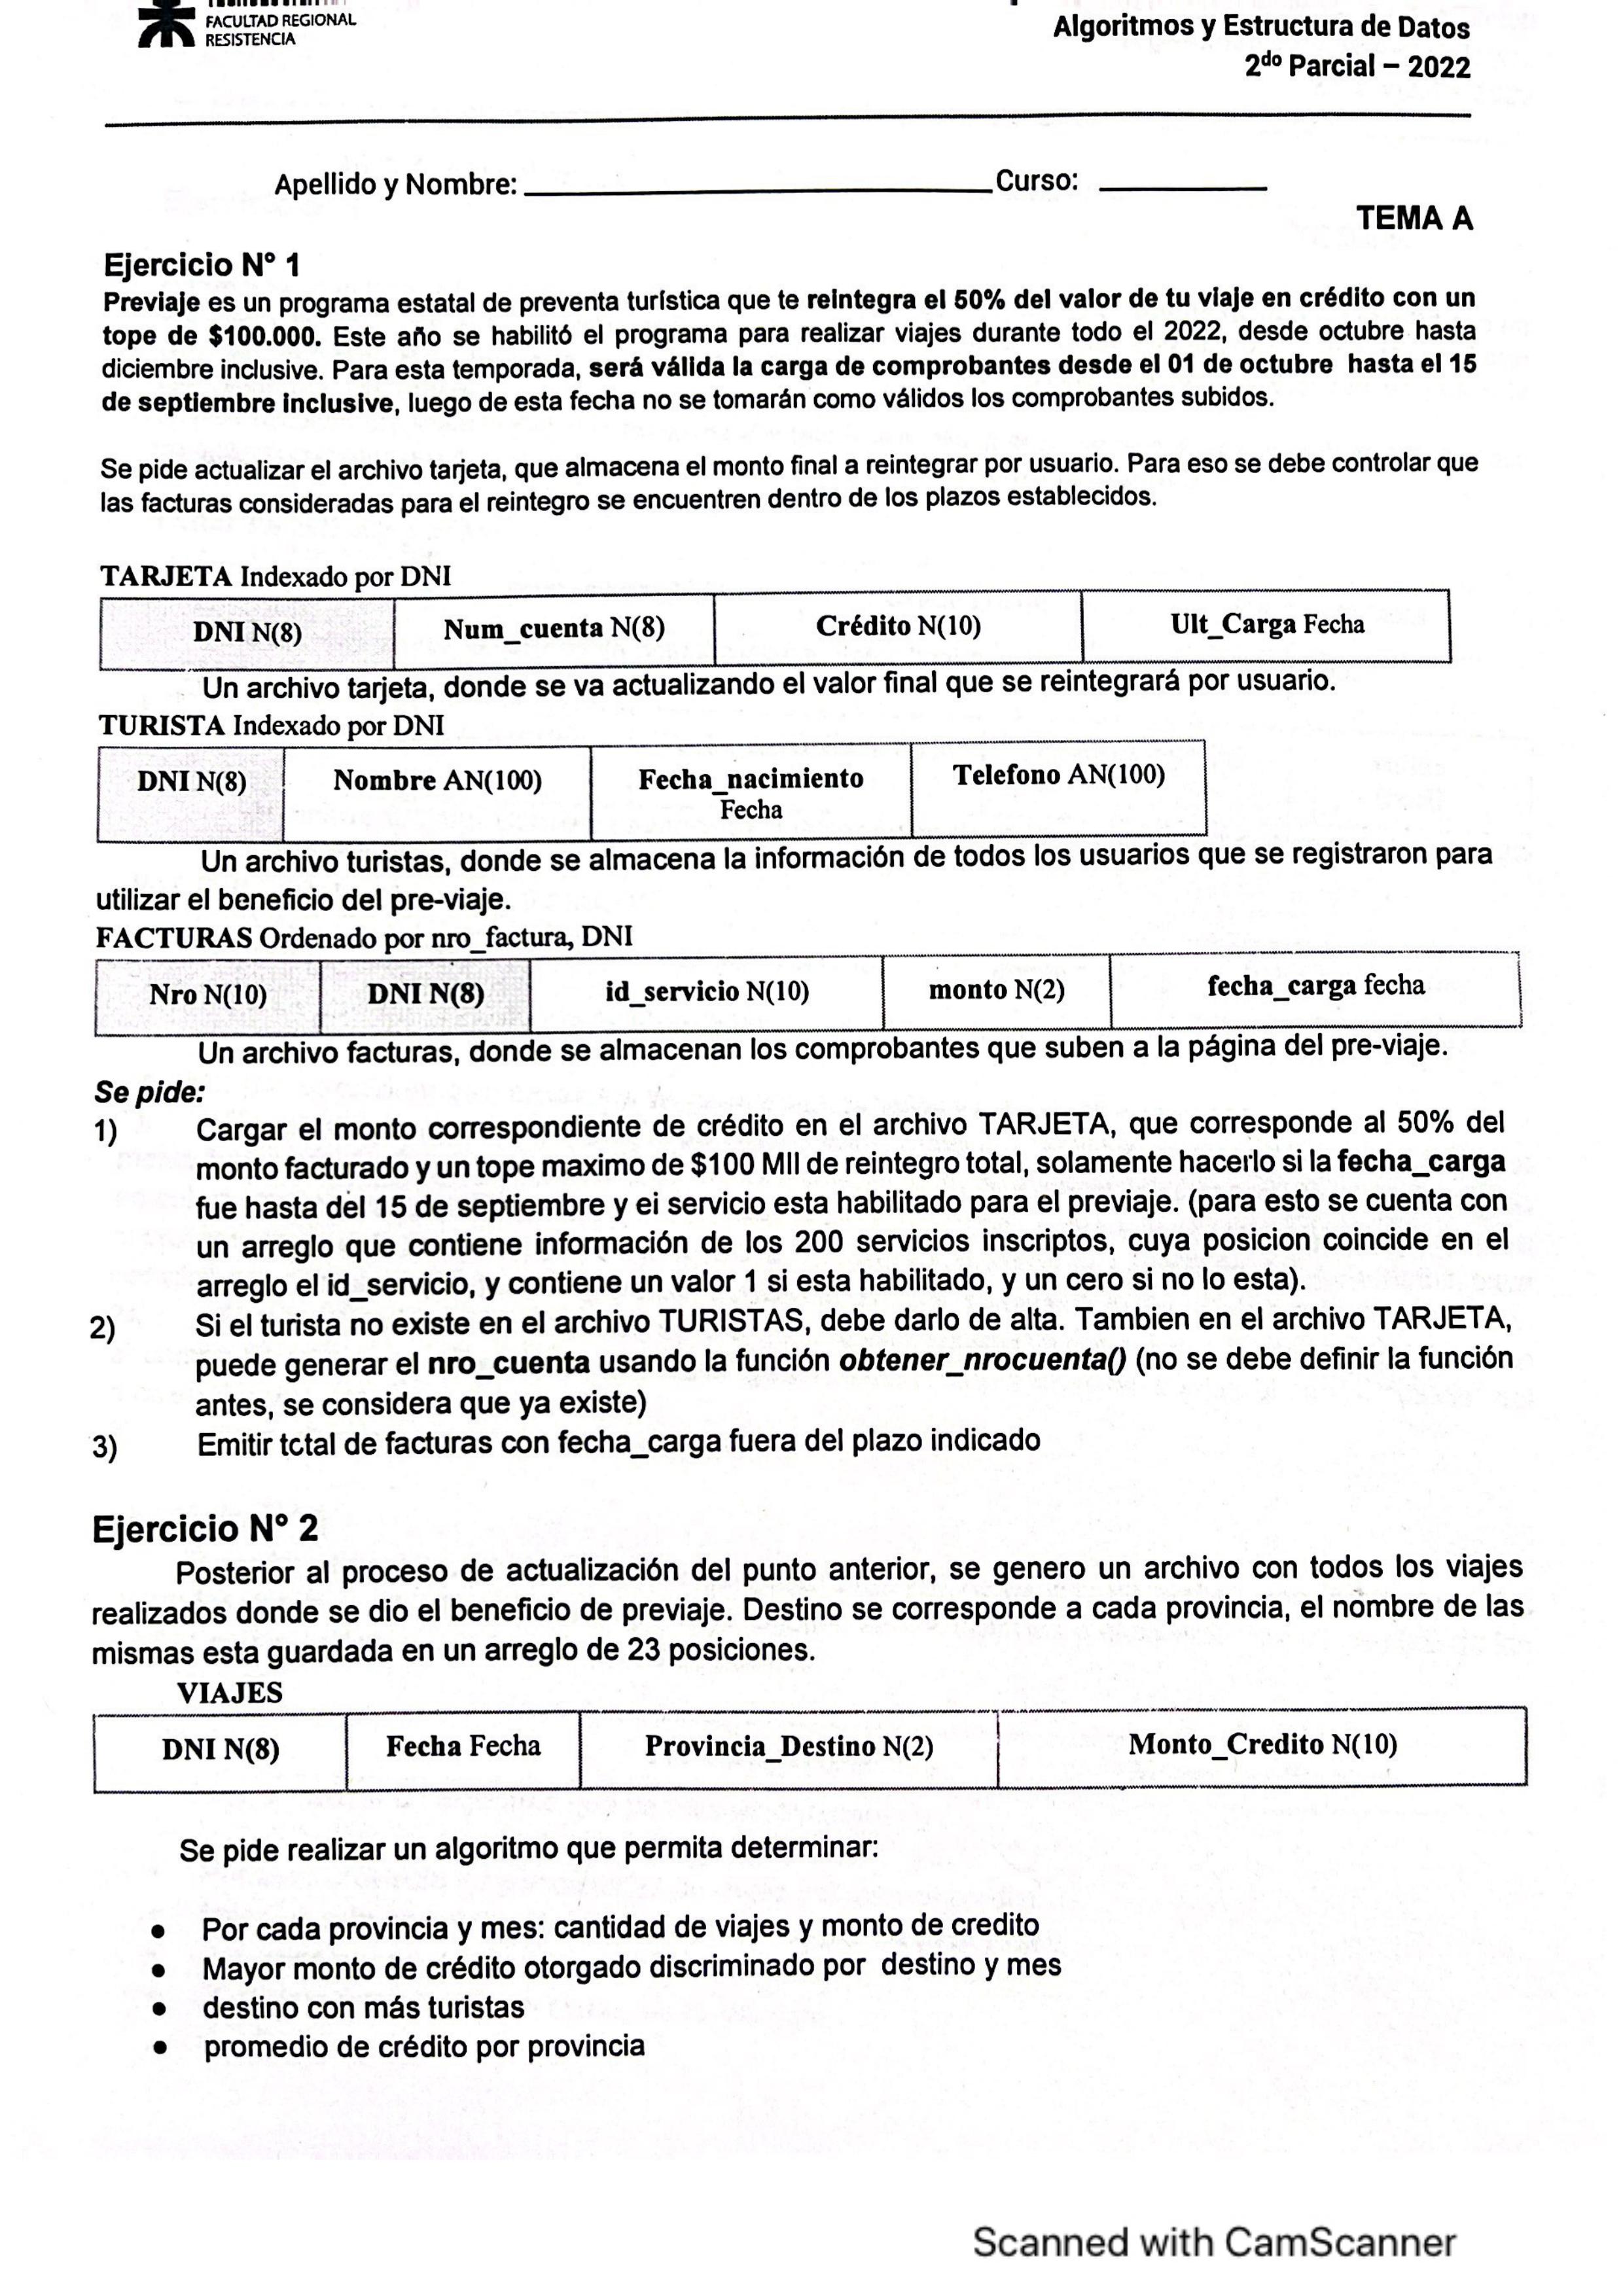 FACULTAD REGIONAL
RESISTENCIA
Algoritmos y Estructura de Datos
2do Parcial – 2022
Apellido y Nombre: ____________________ Curso: ________
TEMA A
Ejercicio N° 1
Previaje es un programa estatal de preventa turística que te reintegra el 50% del valor de tu viaje en crédito con un
tope de $100.000. Este año se habilitó el programa para realizar viajes durante todo el 2022, desde octubre hasta
diciembre inclusive. Para esta temporada, será válida la carga de comprobantes desde el 01 de octubre hasta el 15
de septiembre inclusive, luego de esta fecha no se tomarán como válidos los comprobantes subidos.
Se pide actualizar el archivo tarjeta, que almacena el monto final a reintegrar por usuario. Para eso se debe controlar que
las facturas consideradas para el reintegro se encuentren dentro de los plazos establecidos.
TARJETA Indexado por DNI
DNI N(8) Num_cuenta N(8) Crédito N(10) Ult_Carga Fecha
Un archivo tarjeta, donde se va actualizando el valor final que se reintegrará por usuario.
TURISTA Indexado por DNI
DNI N(8) Nombre AN(100) Fecha_nacimiento Telefono AN(100)
Fecha
Un archivo turistas, donde se almacena la información de todos los usuarios que se registraron para
utilizar el beneficio del pre-viaje.
FACTURAS Ordenado por nro_factura, DNI
Nro N(10) DNI N(8) id_servicio N(10) monto N(2) fecha_carga fecha
Un archivo facturas, donde se almacenan los comprobantes que suben a la página del pre-viaje.
Se pide:
1) Cargar el monto correspondiente de crédito en el archivo TARJETA, que corresponde al 50% del
monto facturado y un tope maximo de $100 MIl de reintegro total, solamente hacerlo si la fecha_carga
fue hasta del 15 de septiembre y ei servicio esta habilitado para el previaje. (para esto se cuenta con
un arreglo que contiene información de los 200 servicios inscriptos, cuya posicion coincide en el
arreglo el id_servicio, y contiene un valor 1 si esta habilitado, y un cero si no lo esta).
2) Si el turista no existe en el archivo TURISTAS, debe darlo de alta. Tambien en el archivo TARJETA,
puede generar el nro_cuenta usando la función obtener_nrocuenta() (no se debe definir la función
antes, se considera que ya existe)
3) Emitir total de facturas con fecha_carga fuera del plazo indicado
Ejercicio N° 2
Posterior al proceso de actualización del punto anterior, se genero un archivo con todos los viajes
realizados donde se dio el beneficio de previaje. Destino se corresponde a cada provincia, el nombre de las
mismas esta guardada en un arreglo de 23 posiciones.
VIAJES
DNI N(8) Fecha Fecha Provincia_Destino N(2) Monto_Credito N(10)
Se pide realizar un algoritmo que permita determinar:
• Por cada provincia y mes: cantidad de viajes y monto de credito
• Mayor monto de crédito otorgado discriminado por destino y mes
• destino con más turistas
• promedio de crédito por provincia
Scanned with CamScanner